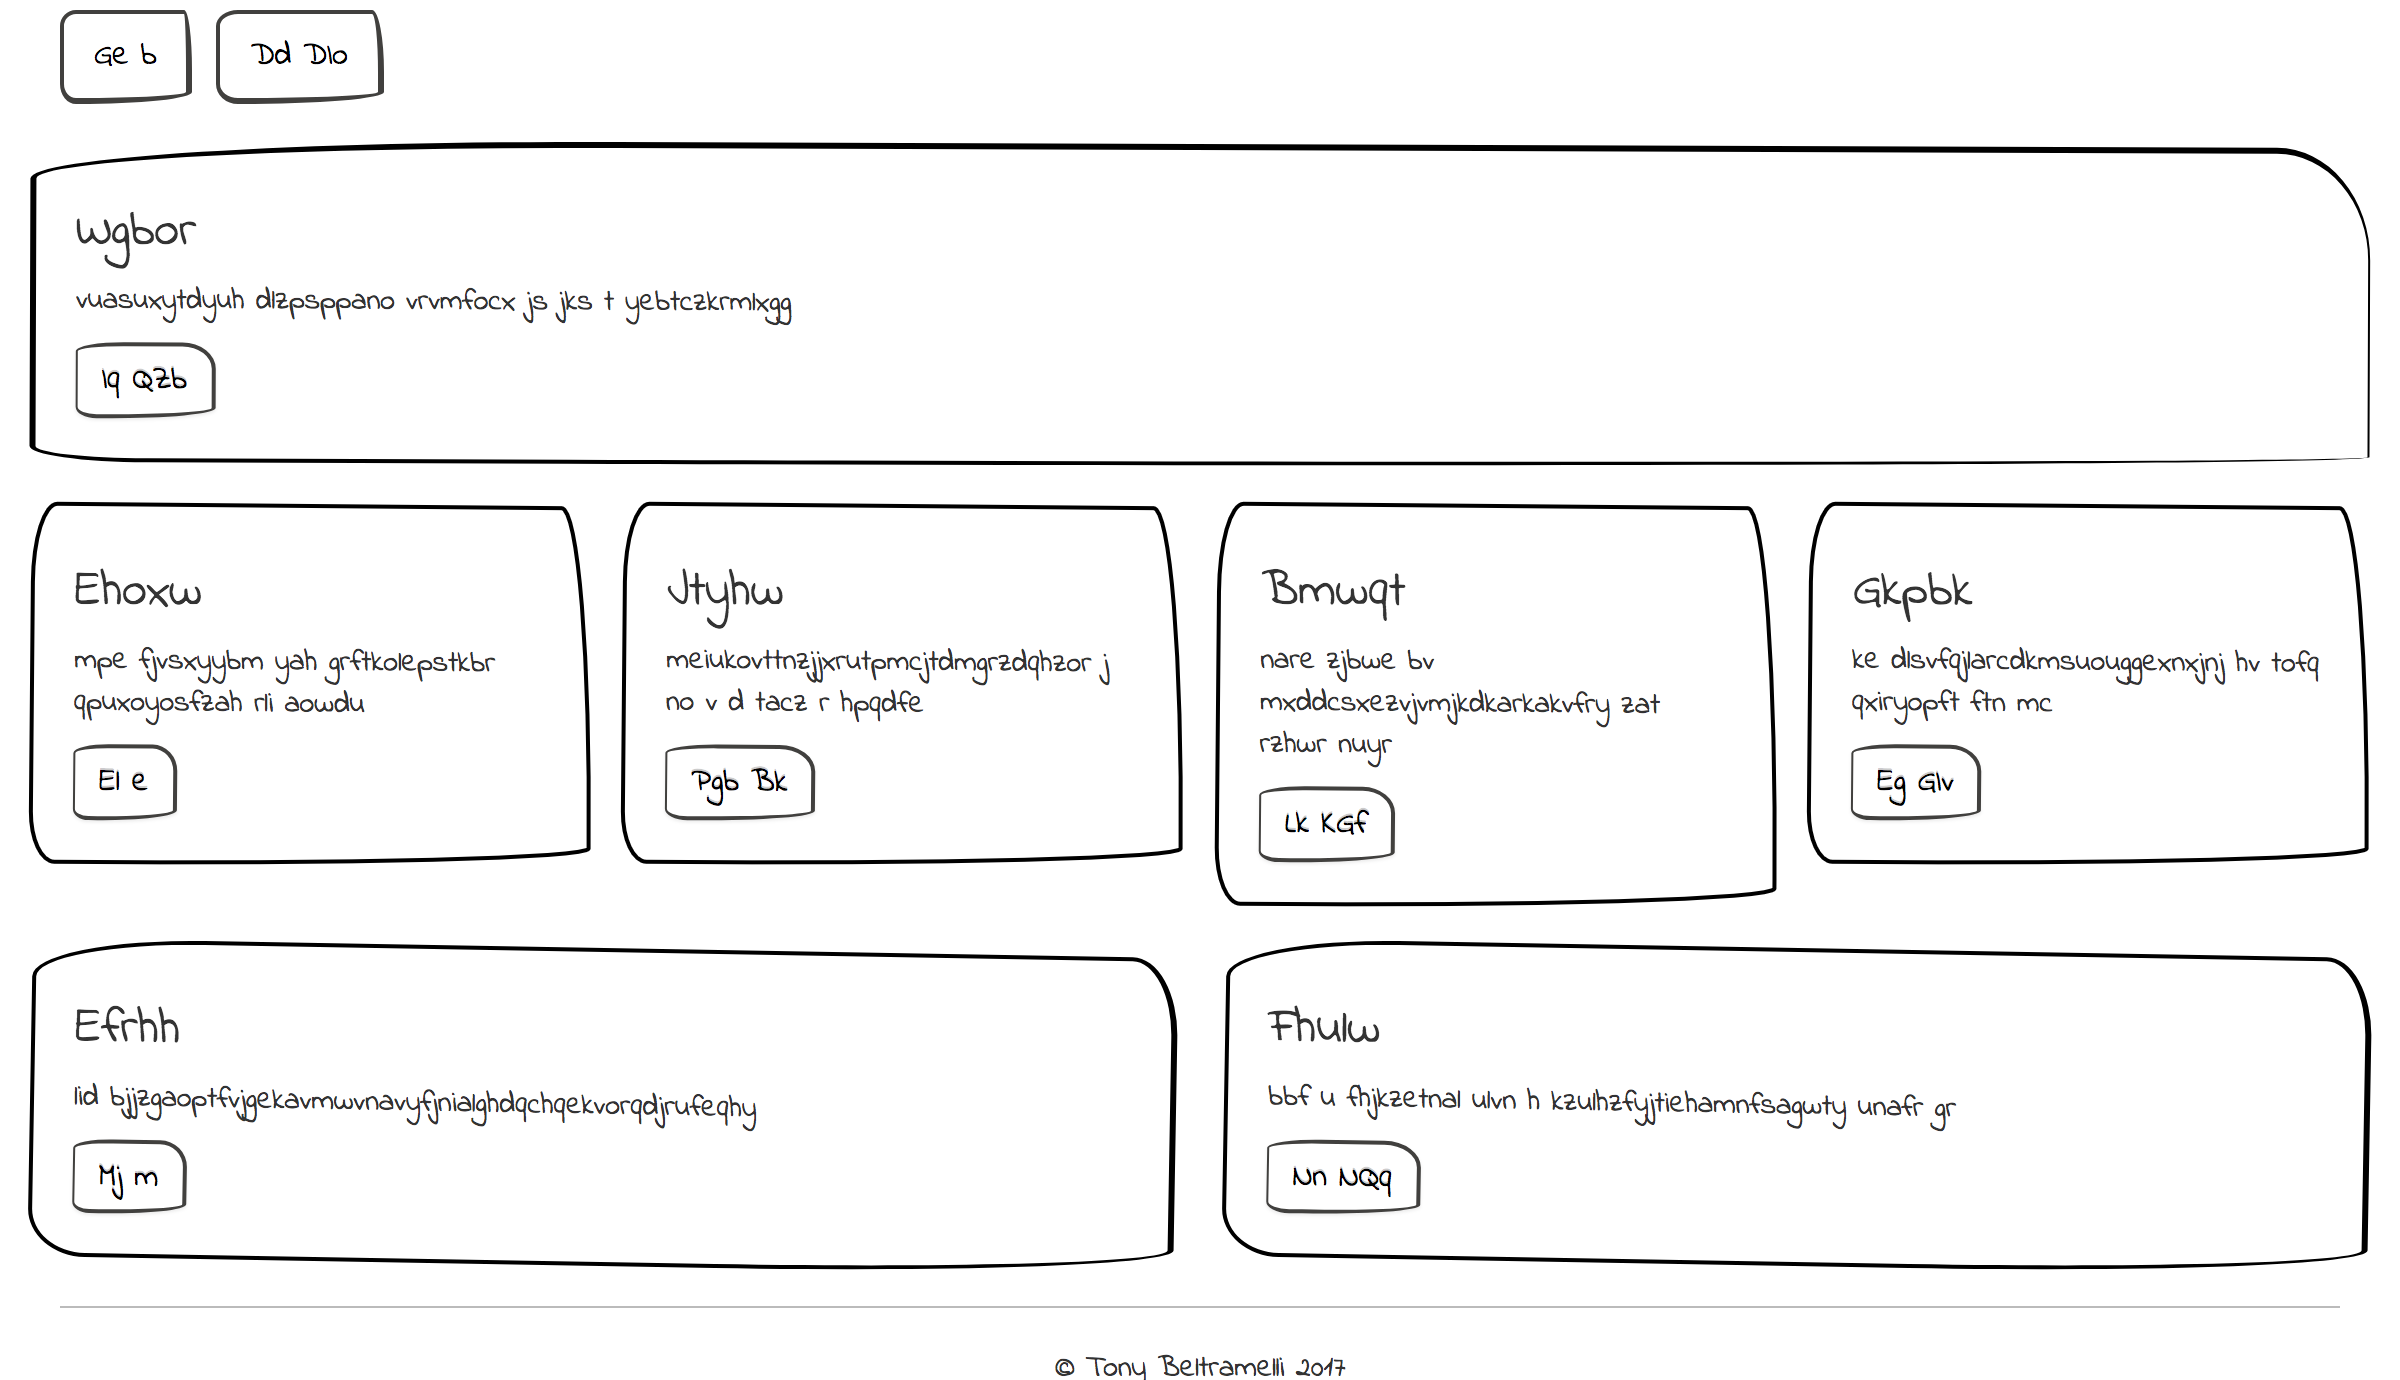 Ge b
Dd Dlo
Wgbor
vuasuxytdyuh dlzpsppano vrvmfocx js jks t yebtczkrmlxgg
Iq QZb
Ehoxw
mpe fjvsxyybm yah grftkolepstkbr
qpuxoyosfzah rli aowdu
El e
Jtyhw
meiukovttnzjjxrutpmcjtdmgrzdqhzor j
no v d tacz r hpqdfe
Pgb Bk
Bmwqt
nare zjbwe bv
mxddcsxezvjvmjkdkarkakvfry zat
rzhwr nuyr
Lk KGf
Gkpbk
ke dlsvfqjlarcdkmsuouggexnxjnj hv tofq
qxiryopft ftn mc
Eg Glv
Efrhh
lid bjjzgaoptfvjgekavmwvnavyfjnialghdqchqekvorqdjrufeqhy
Mj m
Fhulw
bbf u fhjkzetnal ulvn h kzulhzfyjtiehamnfsagwty unafr gr
Nn NQq
© Tony Beltramelli 2017